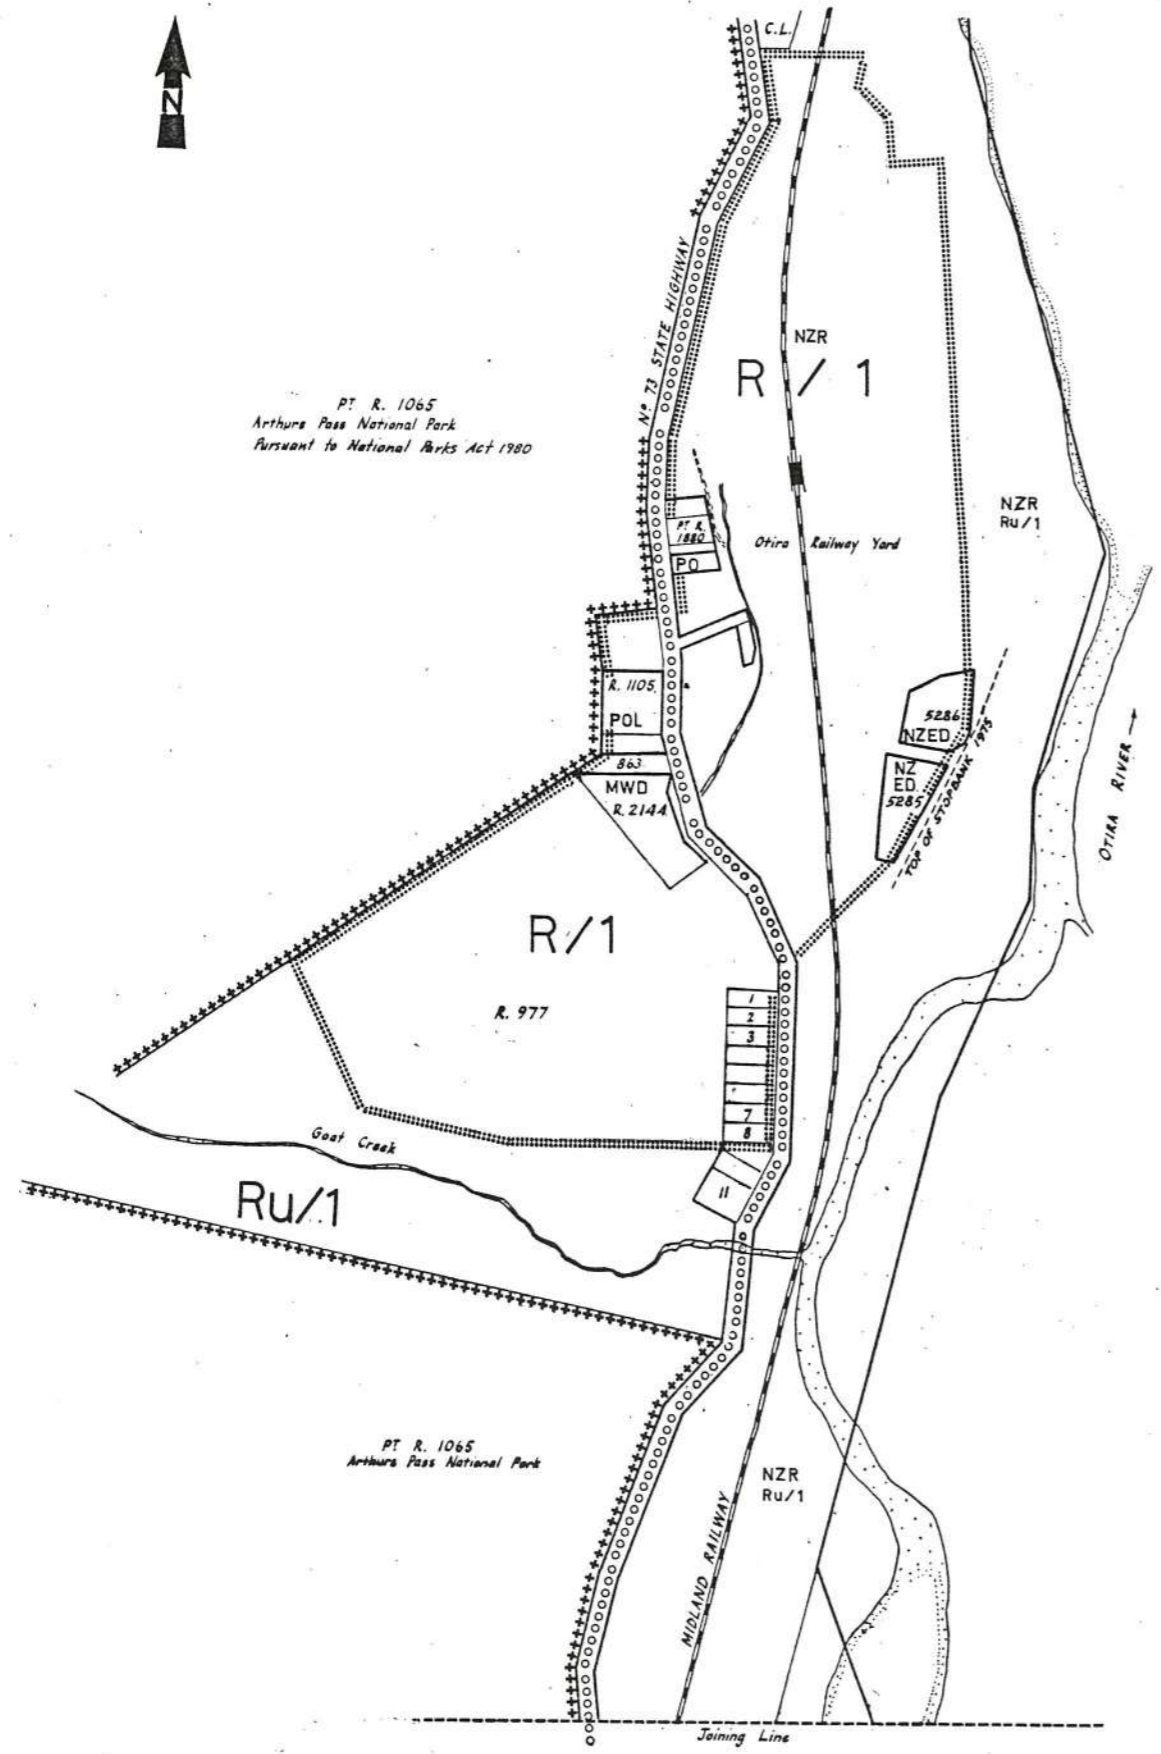 C.L.
N
Nº 73 STATE HIGHWAY
NZR
R / 1
PT R. 1065
Arthurs Pass National Park
Pursuant to National Parks Act 1980
NZR
Ru/1
PT R.
1880
Otira Railway Yard
PO
R. 1105
POL
5286
NZED
863
MWD
R. 2144
NZ
ED.
5285
TOP OF STOPBANK 1975
OTIRA RIVER
R/1
R. 977
1
2
3
7
8
Goat Creek
11
Ru/1
PT R. 1065
Arthurs Pass National Park
NZR
Ru/1
MIDLAND RAILWAY
Joining Line